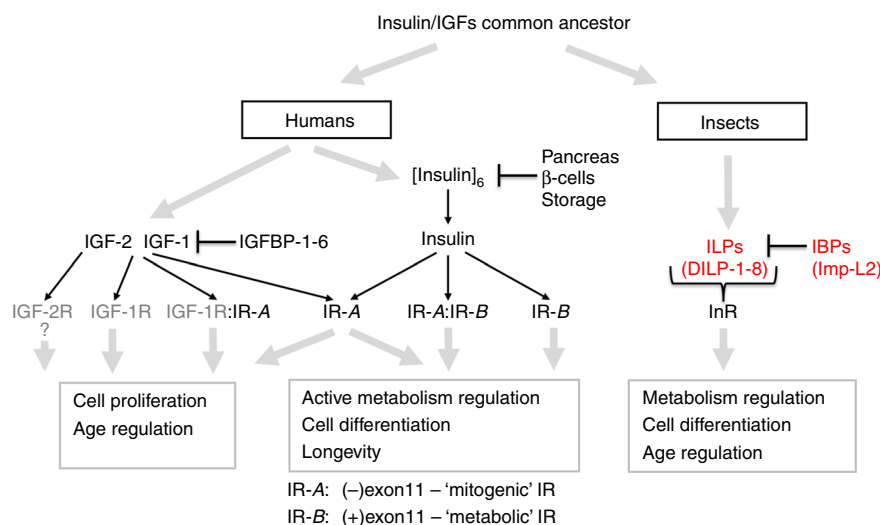 Insulin/IGFs common ancestor
Humans
Insects
[Insulin]6
Pancreas
β-cells
Storage
IGF-2 IGF-1
IGFBP-1-6
Insulin
ILPs
(DILP-1-8)
IBPs
(Imp-L2)
IGF-2R
?
IGF-1R
IGF-1R:IR-A
IR-A
IR-A:IR-B
IR-B
InR
Cell proliferation
Age regulation
Active metabolism regulation
Cell differentiation
Longevity
Metabolism regulation
Cell differentiation
Age regulation
IR-A: (–)exon11 – ‘mitogenic’ IR
IR-B: (+)exon11 – ‘metabolic’ IR